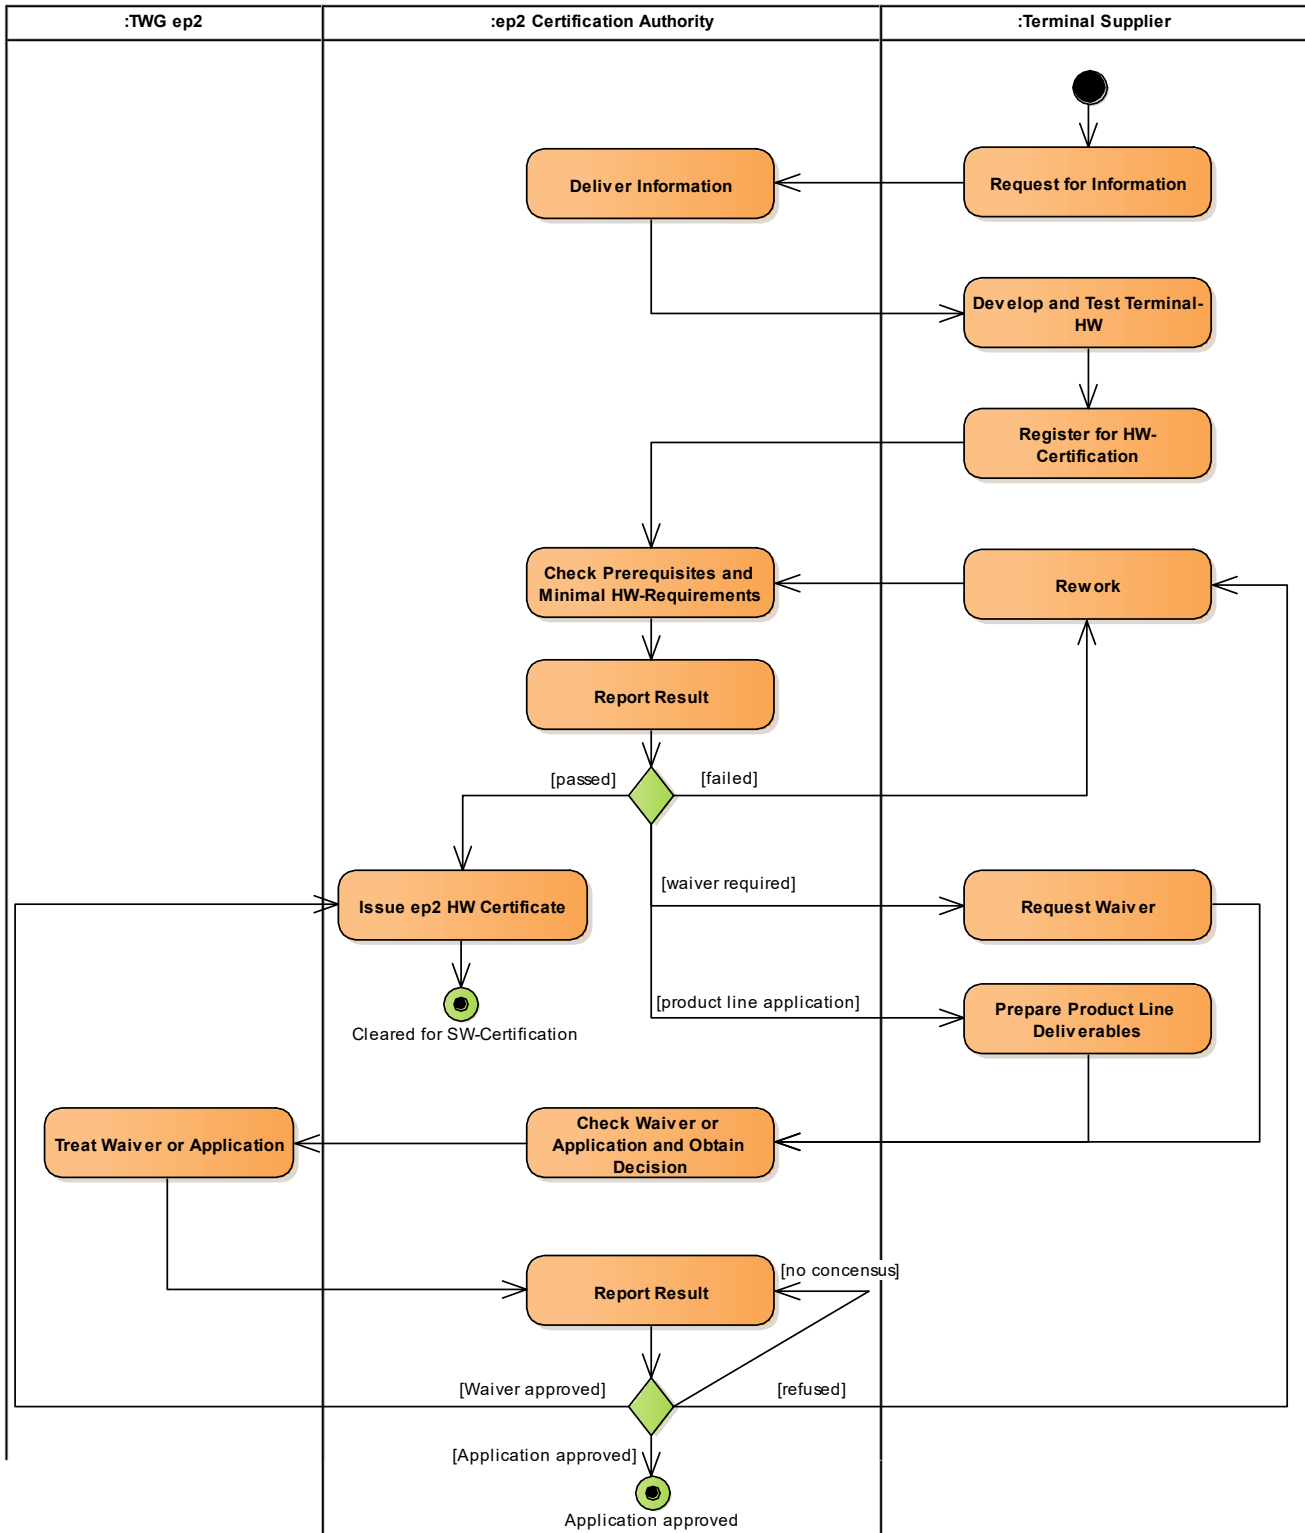 :TWG ep2
:ep2 Certification Authority
:Terminal Supplier
Deliver Information
Request for Information
Develop and Test Terminal-
HW
Register for HW-
Certification
Check Prerequisites and
Minimal HW-Requirements
Rework
Report Result
[passed]
[failed]
[waiver required]
Issue ep2 HW Certificate
Request Waiver
[product line application]
Prepare Product Line
Deliverables
Cleared for SW-Certification
Treat Waiver or Application
Check Waiver or
Application and Obtain
Decision
[no concensus]
Report Result
[Waiver approved]
[refused]
[Application approved]
Application approved